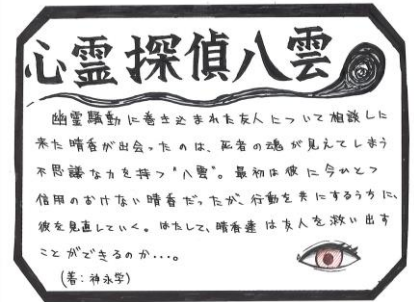 心霊探偵八雲
幽霊騒動に巻き込まれた友人について相談しに
来た晴香が出会ったのは、死者の魂が見えてしまう
不思議な力を持つ"八雲"。最初は彼に今ひとつ
信用のおけない晴香だったが、行動を共にするうちに、
彼を見直していく。はたして、晴香達は友人を救い出す
ことができるのか…。
(著:神永学)